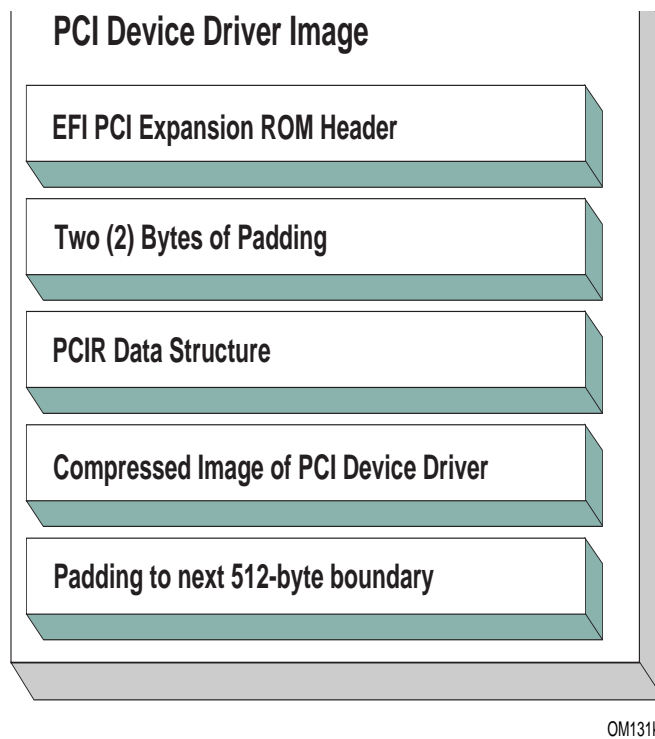 PCI Device Driver Image
EFI PCI Expansion ROM Header
Two (2) Bytes of Padding
PCIR Data Structure
Compressed Image of PCI Device Driver
Padding to next 512-byte boundary